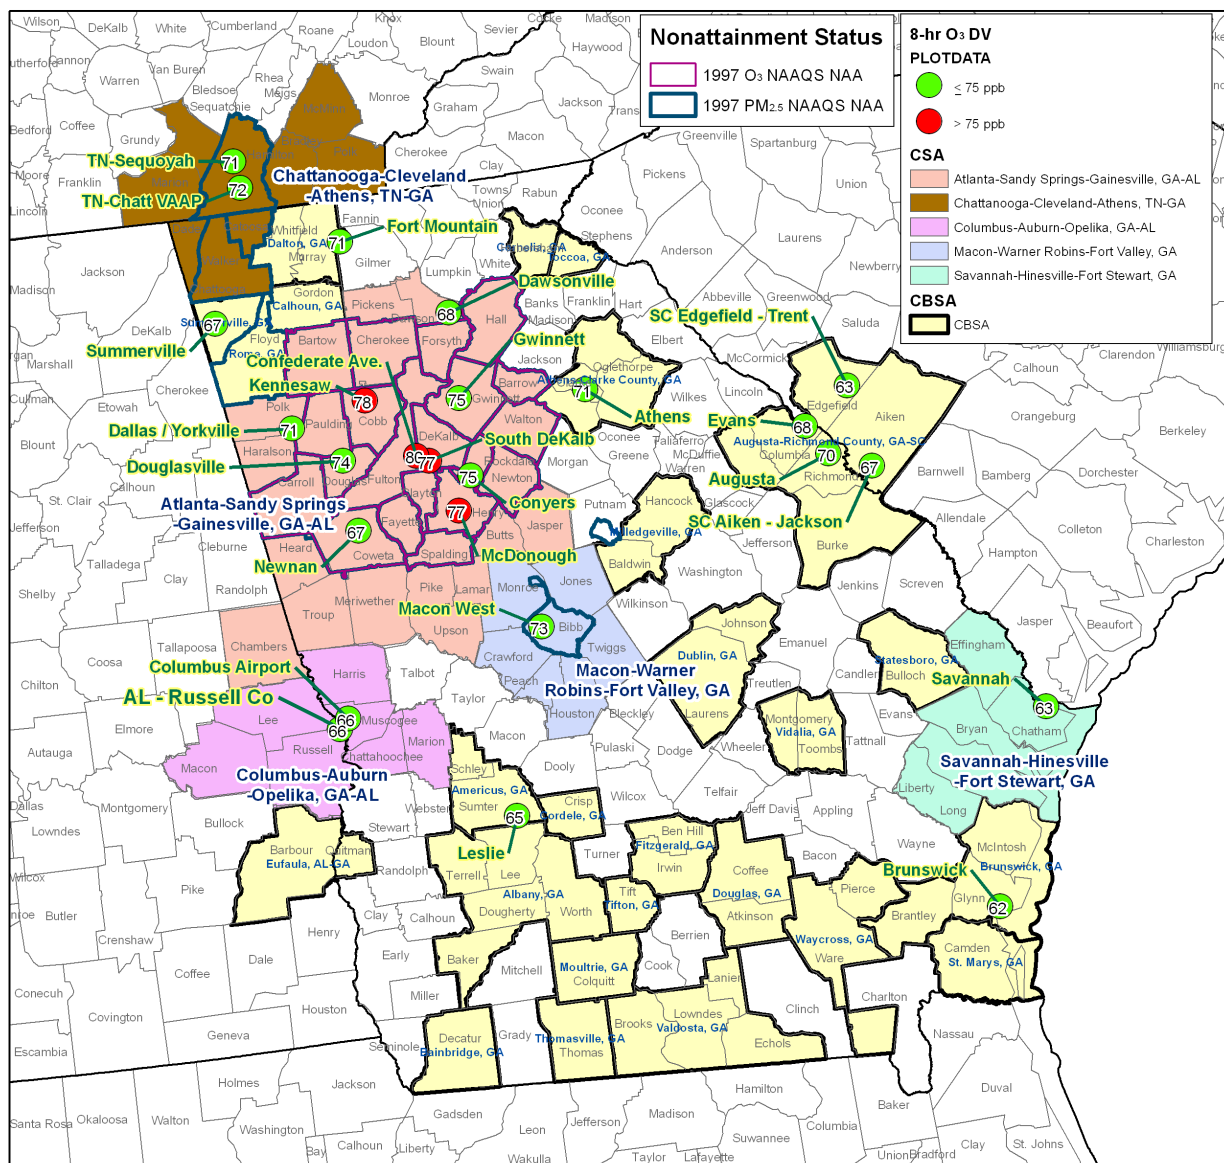 Nonattainment Status
1997 O3 NAAQS NAA
1997 PM2.5 NAAQS NAA
8-hr O3 DV
PLOTDATA
≤ 75 ppb
> 75 ppb
CSA
Atlanta-Sandy Springs-Gainesville, GA-AL
Chattanooga-Cleveland-Athens, TN-GA
Columbus-Auburn-Opelika, GA-AL
Macon-Warner Robins-Fort Valley, GA
Savannah-Hinesville-Fort Stewart, GA
CBSA
CBSA
TN-Sequoyah
71
TN-Chatt VAAP
72
Chattanooga-Cleveland
-Athens, TN-GA
Fort Mountain
71
Dalton, GA
Calhoun, GA
Toccoa, GA
Dawsonville
68
Summerville
67
Rome, GA
Gwinnett
75
Confederate Ave.
Kennesaw
78
Dallas / Yorkville
71
Douglasville
74
South DeKalb
77
Conyers
75
McDonough
77
Newnan
67
Atlanta-Sandy Springs
-Gainesville, GA-AL
Athens-Clarke County, GA
Athens
71
SC Edgefield - Trent
63
Evans
68
Augusta-Richmond County, GA-SC
Augusta
70
SC Aiken - Jackson
67
Milledgeville, GA
Macon West
73
Macon-Warner
Robins-Fort Valley, GA
Dublin, GA
Statesboro, GA
Savannah
63
Savannah-Hinesville
-Fort Stewart, GA
Vidalia, GA
Columbus Airport
66
AL - Russell Co
66
Columbus-Auburn
-Opelika, GA-AL
Americus, GA
Cordele, GA
Leslie
65
Eufaula, AL-GA
Albany, GA
Fitzgerald, GA
Tifton, GA
Douglas, GA
Moultrie, GA
Waycross, GA
Brunswick
62
Brunswick, GA
St. Marys, GA
Bainbridge, GA
Thomasville, GA
Valdosta, GA
Wilson
DeKalb
White
Cumberland
Roane
Knox
Sevier
Cocke
Madison
Loudon
Blount
Haywood
Warren
Van Buren
Rhea
Meigs
Bledsoe
Sequatchie
McMinn
Monroe
Swain
Graham
Jackson
Macon
Coffee
Bedford
Grundy
Moore
Franklin
Marion
Hamilton
Polk
Cherokee
Clay
Lincoln
Greenville
Spartanburg
Pickens
Union
Towns
Union
Rabun
Oconee
Stephens
Anderson
Laurens
Newberry
Fannin
Whitfield
Murray
Gilmer
Lumpkin
White
Walker
Chattooga
Gordon
Jackson
Madison
DeKalb
Marshall
Cherokee
Etowah
Cullman
Blount
Calhoun
St. Clair
Jefferson
Cleburne
Talladega
Clay
Randolph
Shelby
Floyd
Bartow
Pickens
Dawson
Cherokee
Forsyth
Hall
Banks
Franklin
Hart
Madison
Jackson
Elbert
Abbeville
Greenwood
Saluda
McCormick
Edgefield
Aiken
Clarendon
Williamsburg
Calhoun
Orangeburg
Berkeley
Dorchester
Bamberg
Barnwell
Allendale
Colleton
Charleston
Hampton
Jasper
Beaufort
Polk
Paulding
Cobb
Gwinnett
Barrow
Walton
Oglethorpe
Oconee
Wilkes
Lincoln
Taliaferro
Greene
McDuffie
Warren
Columbia
Richmond
Glascock
Jefferson
Burke
Haralson
Carroll
Douglas
Fulton
DeKalb
Rockdale
Newton
Morgan
Clayton
Henry
Butts
Jasper
Putnam
Hancock
Baldwin
Washington
Wilkinson
Fayette
Coweta
Heard
Spalding
Pike
Lamar
Monroe
Jones
Bibb
Twiggs
Troup
Meriwether
Upson
Crawford
Peach
Houston
Bleckley
Johnson
Laurens
Emanuel
Jenkins
Screven
Effingham
Bulloch
Candler
Evans
Bryan
Chatham
Liberty
Long
Tattnall
Toombs
Montgomery
Treutlen
Wheeler
Dodge
Pulaski
Telfair
Jeff Davis
Appling
Wayne
McIntosh
Glynn
Brantley
Pierce
Bacon
Ware
Camden
Charlton
Clinch
Echols
Lowndes
Lanier
Brooks
Thomas
Grady
Decatur
Seminole
Miller
Mitchell
Colquitt
Cook
Berrien
Atkinson
Coffee
Irwin
Ben Hill
Tift
Turner
Worth
Dougherty
Lee
Terrell
Baker
Early
Calhoun
Clay
Randolph
Quitman
Stewart
Webster
Sumter
Schley
Crisp
Dooly
Wilcox
Macon
Taylor
Talbot
Marion
Chattahoochee
Muscogee
Harris
Chambers
Tallapoosa
Coosa
Chilton
Elmore
Autauga
Lee
Russell
Macon
Montgomery
Bullock
Barbour
Dallas
Lowndes
Wilcox
Butler
Pike
Crenshaw
Henry
Dale
Coffee
Conecuh
Covington
Geneva
Houston
Escambia
Santa Rosa
Okaloosa
Walton
Holmes
Washington
Bay
Jackson
Calhoun
Liberty
Gadsden
Leon
Wakulla
Jefferson
Madison
Taylor
Lafayette
Suwannee
Hamilton
Columbia
Baker
Union
Bradford
Nassau
Duval
Clay
St. Johns